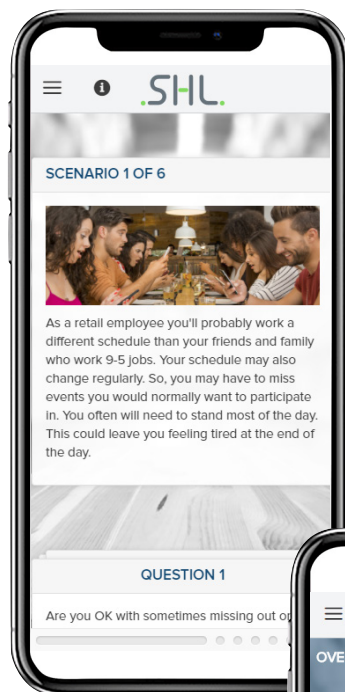 .SHL.
SCENARIO 1 OF 6
As a retail employee you'll probably work a
different schedule than your friends and family
who work 9-5 jobs. Your schedule may also
change regularly. So, you may have to miss
events you would normally want to participate
in. You often will need to stand most of the day.
This could leave you feeling tired at the end of
the day.
QUESTION 1
Are you OK with sometimes missing out
OVE